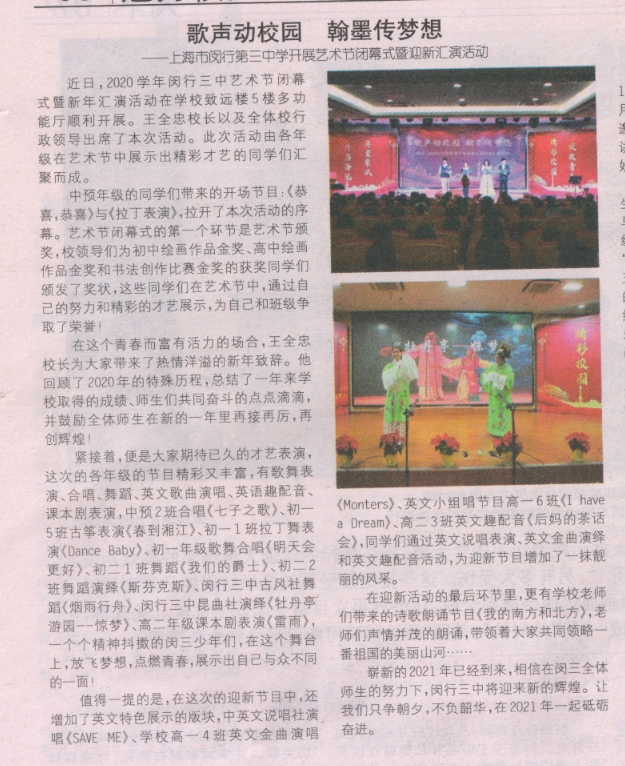 歌声动校园 翰墨传梦想
——上海市闵行第三中学开展艺术节闭幕式暨迎新汇演活动
近日，2020学年闵行三中艺术节闭幕
式暨新年汇演活动在学校致远楼5楼多功
能厅顺利开展。王全忠校长以及全体校行
政领导出席了本次活动。此次活动由各年
级在艺术节中展示出精彩才艺的同学们汇
聚而成。
中预年级的同学们带来的开场节目：《恭
喜，恭喜》与《拉丁表演》，拉开了本次活动的序
幕。艺术节闭幕式的第一个环节是艺术节颁
奖，校领导们为初中绘画作品金奖、高中绘画
作品金奖和书法创作比赛金奖的获奖同学们
颁发了奖状，这些同学们在艺术节中，通过自
己的努力和精彩的才艺展示，为自己和班级争
取了荣誉！
在这个青春而富有活力的场合，王全忠
校长为大家带来了热情洋溢的新年致辞。他
回顾了2020年的特殊历程，总结了一年来学
校取得的成绩、师生们共同奋斗的点点滴滴，
并鼓励全体师生在新的一年里再接再厉，再
创辉煌！
紧接着，便是大家期待已久的才艺表演，
这次的各年级的节目精彩又丰富，有歌舞表
演、合唱、舞蹈、英文歌曲演唱、英语趣配音、
课本剧表演，中预2班合唱《七子之歌》、初一
5班古筝表演《春到湘江》、初一1班拉丁舞表
演《Dance Baby》、初一年级歌舞合唱《明天会
更好》、初二1班舞蹈《我们的爵士》、初二2
班舞蹈演绎《斯芬克斯》、闵行三中古风社舞
蹈《烟雨行舟》、闵行三中昆曲社演绎《牡丹亭
游园--惊梦》、高二年级课本剧表演《雷雨》，
一个个精神抖擞的闵三少年们，在这个舞台
上，放飞梦想，点燃青春，展示出自己与众不同
的一面！
值得一提的是，在这次的迎新节目中，还
增加了英文特色展示的版块，中英文说唱社演
唱《SAVE ME》、学校高一4班英文金曲演唱
歌声动校园 翰墨传梦想
精彩校园
《Monters》、英文小组唱节目高一6班《I have
a Dream》、高二3班英文趣配音《后妈的茶话
会》，同学们通过英文说唱表演、英文金曲演绎
和英文趣配音活动，为迎新节目增加了一抹靓
丽的风采。
在迎新活动的最后环节里，更有学校老师
们带来的诗歌朗诵节目《我的南方和北方》，老
师们声情并茂的朗诵，带领着大家共同领略一
番祖国的美丽山河……
崭新的2021年已经到来，相信在闵三全体
师生的努力下，闵行三中将迎来新的辉煌。让
我们只争朝夕，不负韶华，在2021年一起砥砺
奋进。